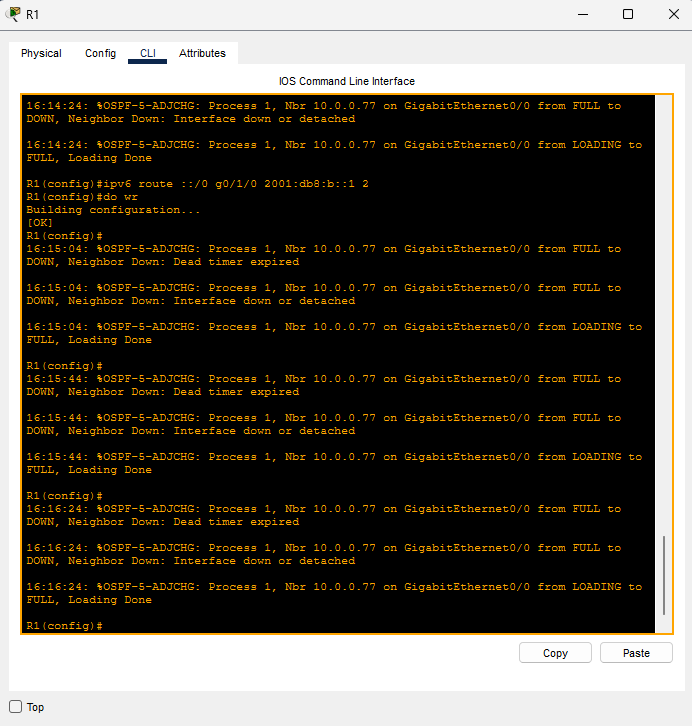 R1
Physical Config CLI Attributes
IOS Command Line Interface
16:14:24: %OSPF-5-ADJCHG: Process 1, Nbr 10.0.0.77 on GigabitEthernet0/0 from FULL to
DOWN, Neighbor Down: Interface down or detached
16:14:24: %OSPF-5-ADJCHG: Process 1, Nbr 10.0.0.77 on GigabitEthernet0/0 from LOADING to
FULL, Loading Done
R1(config)#ipv6 route ::/0 g0/1/0 2001:db8:b::1 2
R1(config)#do wr
Building configuration...
[OK]
R1(config)#
16:15:04: %OSPF-5-ADJCHG: Process 1, Nbr 10.0.0.77 on GigabitEthernet0/0 from FULL to
DOWN, Neighbor Down: Dead timer expired
16:15:04: %OSPF-5-ADJCHG: Process 1, Nbr 10.0.0.77 on GigabitEthernet0/0 from FULL to
DOWN, Neighbor Down: Interface down or detached
16:15:04: %OSPF-5-ADJCHG: Process 1, Nbr 10.0.0.77 on GigabitEthernet0/0 from LOADING to
FULL, Loading Done
R1(config)#
16:15:44: %OSPF-5-ADJCHG: Process 1, Nbr 10.0.0.77 on GigabitEthernet0/0 from FULL to
DOWN, Neighbor Down: Dead timer expired
16:15:44: %OSPF-5-ADJCHG: Process 1, Nbr 10.0.0.77 on GigabitEthernet0/0 from FULL to
DOWN, Neighbor Down: Interface down or detached
16:15:44: %OSPF-5-ADJCHG: Process 1, Nbr 10.0.0.77 on GigabitEthernet0/0 from LOADING to
FULL, Loading Done
R1(config)#
16:16:24: %OSPF-5-ADJCHG: Process 1, Nbr 10.0.0.77 on GigabitEthernet0/0 from FULL to
DOWN, Neighbor Down: Dead timer expired
16:16:24: %OSPF-5-ADJCHG: Process 1, Nbr 10.0.0.77 on GigabitEthernet0/0 from FULL to
DOWN, Neighbor Down: Interface down or detached
16:16:24: %OSPF-5-ADJCHG: Process 1, Nbr 10.0.0.77 on GigabitEthernet0/0 from LOADING to
FULL, Loading Done
R1(config)#
Copy Paste
Top